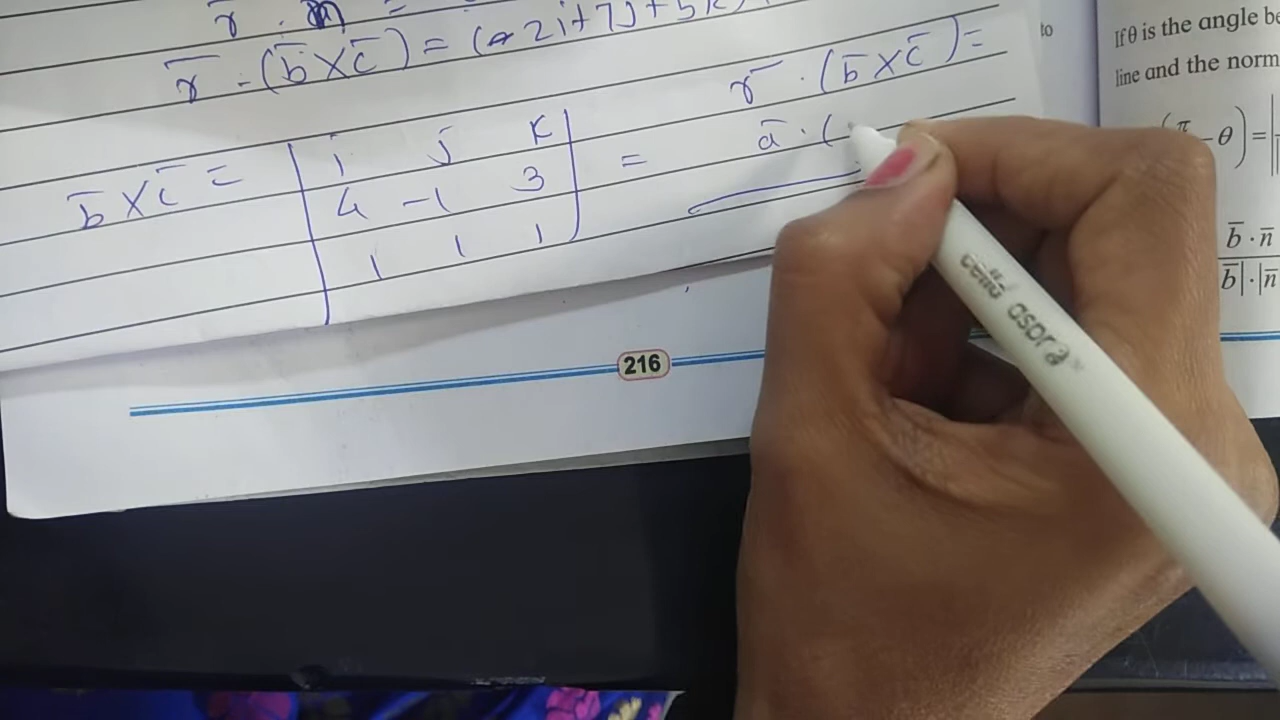 r̄ · (b̄ × c̄) = (-2i+7j+5k)
r̄ · (b̄ × c̄) =
ā · (
b̄ × c̄ =
i j k
4 -1 3
1 1 1
=
216
cello aspra
to
If θ is the angle be
line and the norm
(π/ - θ) =
b̄ · n̄
|b̄| · |n̄